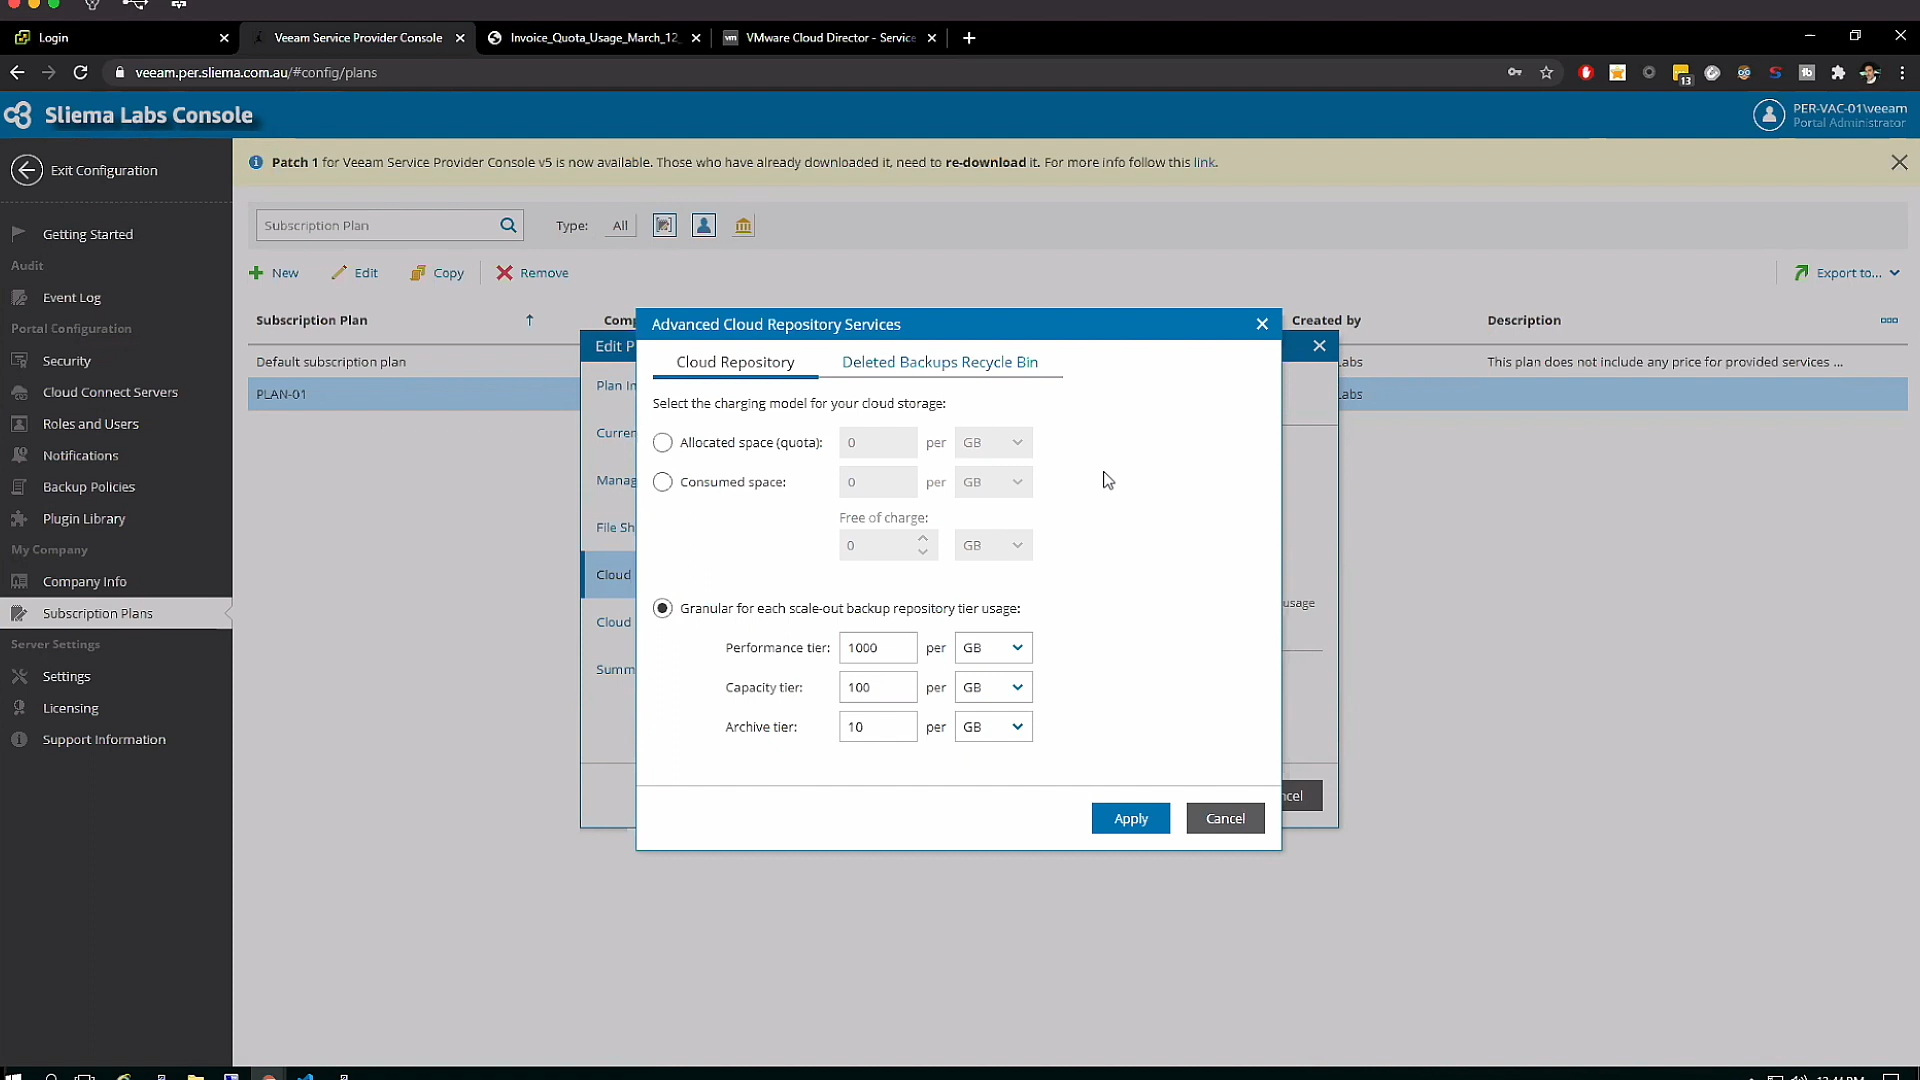 Login
Veeam Service Provider Console
Invoice_Quota_Usage_March_12_
vm VMware Cloud Director - Service
veeam.per.sliema.com.au/#config/plans
13
Sliema Labs Console
PER-VAC-01\veeam
Portal Administrator
Exit Configuration
Patch 1 for Veeam Service Provider Console v5 is now available. Those who have already downloaded it, need to re-download it. For more info follow this link.
Subscription Plan
Type:
All
Getting Started
Audit
Event Log
Portal Configuration
Security
Cloud Connect Servers
Roles and Users
Notifications
Backup Policies
Plugin Library
My Company
Company Info
Subscription Plans
Server Settings
Settings
Licensing
Support Information
New
Edit
Copy
Remove
Export to...
Subscription Plan
Comp
Created by
Description
Default subscription plan
Labs
This plan does not include any price for provided services ...
PLAN-01
Labs
Edit P
Plan In
Curren
Manag
File Sh
Cloud
Cloud
Summ
usage
ncel
Advanced Cloud Repository Services
Cloud Repository
Deleted Backups Recycle Bin
Select the charging model for your cloud storage:
Allocated space (quota): 0 per GB
Consumed space: 0 per GB
Free of charge:
0 GB
Granular for each scale-out backup repository tier usage:
Performance tier: 1000 per GB
Capacity tier: 100 per GB
Archive tier: 10 per GB
Apply
Cancel